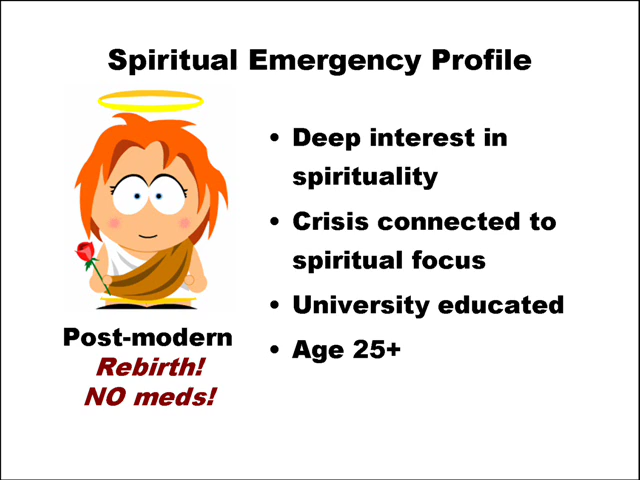 Spiritual Emergency Profile
• Deep interest in
spirituality
• Crisis connected to
spiritual focus
• University educated
• Age 25+
Post-modern
Rebirth!
NO meds!